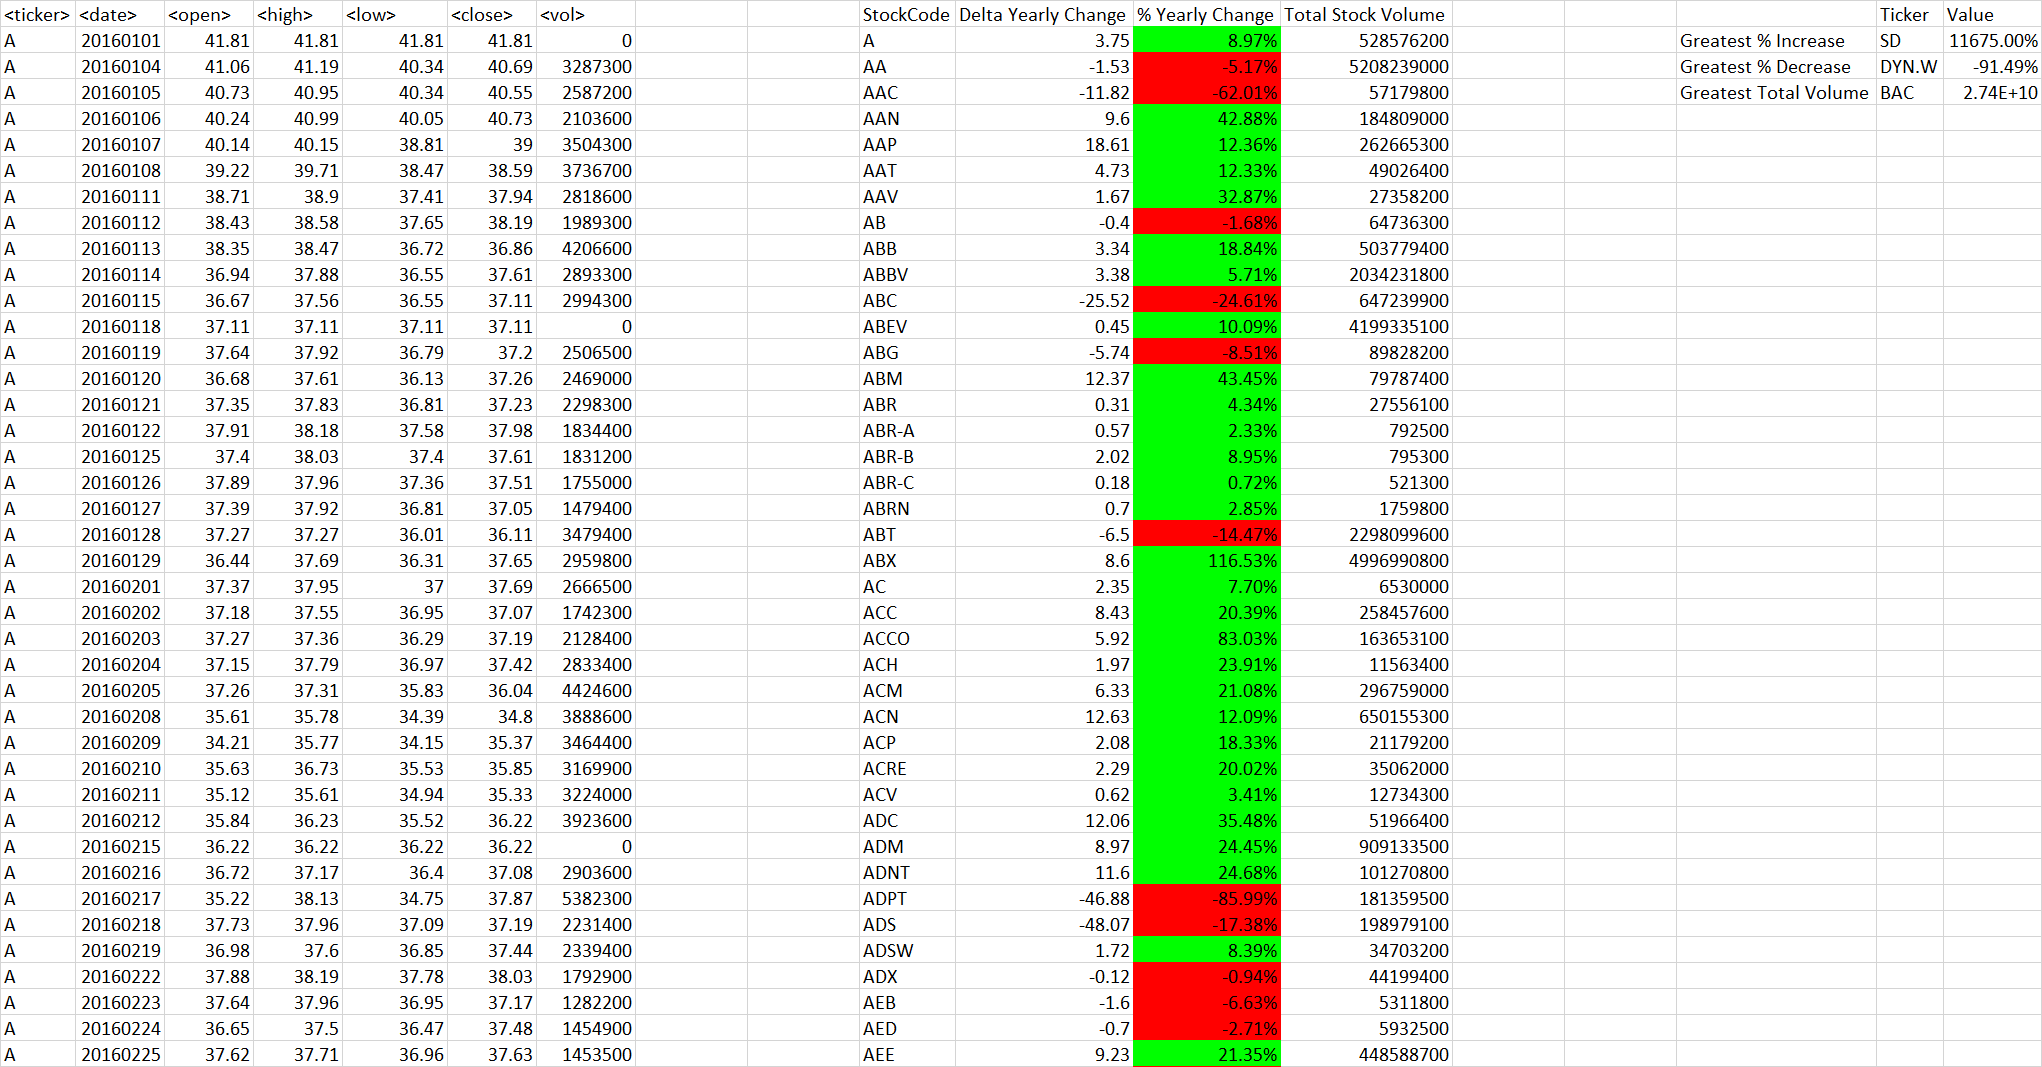 <ticker> <date> <open> <high> <low> <close> <vol> StockCode Delta Yearly Change % Yearly Change Total Stock Volume Ticker Value
A 20160101 41.81 41.81 41.81 41.81 0 A 3.75 8.97% 528576200 Greatest % Increase SD 11675.00%
A 20160104 41.06 41.19 40.34 40.69 3287300 AA -1.53 -5.17% 5208239000 Greatest % Decrease DYN.W -91.49%
A 20160105 40.73 40.95 40.34 40.55 2587200 AAC -11.82 -62.01% 57179800 Greatest Total Volume BAC 2.74E+10
A 20160106 40.24 40.99 40.05 40.73 2103600 AAN 9.6 42.88% 184809000
A 20160107 40.14 40.15 38.81 39 3504300 AAP 18.61 12.36% 262665300
A 20160108 39.22 39.71 38.47 38.59 3736700 AAT 4.73 12.33% 49026400
A 20160111 38.71 38.9 37.41 37.94 2818600 AAV 1.67 32.87% 27358200
A 20160112 38.43 38.58 37.65 38.19 1989300 AB -0.4 -1.68% 64736300
A 20160113 38.35 38.47 36.72 36.86 4206600 ABB 3.34 18.84% 503779400
A 20160114 36.94 37.88 36.55 37.61 2893300 ABBV 3.38 5.71% 2034231800
A 20160115 36.67 37.56 36.55 37.11 2994300 ABC -25.52 -24.61% 647239900
A 20160118 37.11 37.11 37.11 37.11 0 ABEV 0.45 10.09% 4199335100
A 20160119 37.64 37.92 36.79 37.2 2506500 ABG -5.74 -8.51% 89828200
A 20160120 36.68 37.61 36.13 37.26 2469000 ABM 12.37 43.45% 79787400
A 20160121 37.35 37.83 36.81 37.23 2298300 ABR 0.31 4.34% 27556100
A 20160122 37.91 38.18 37.58 37.98 1834400 ABR-A 0.57 2.33% 792500
A 20160125 37.4 38.03 37.4 37.61 1831200 ABR-B 2.02 8.95% 795300
A 20160126 37.89 37.96 37.36 37.51 1755000 ABR-C 0.18 0.72% 521300
A 20160127 37.39 37.92 36.81 37.05 1479400 ABRN 0.7 2.85% 1759800
A 20160128 37.27 37.27 36.01 36.11 3479400 ABT -6.5 -14.47% 2298099600
A 20160129 36.44 37.69 36.31 37.65 2959800 ABX 8.6 116.53% 4996990800
A 20160201 37.37 37.95 37 37.69 2666500 AC 2.35 7.70% 6530000
A 20160202 37.18 37.55 36.95 37.07 1742300 ACC 8.43 20.39% 258457600
A 20160203 37.27 37.36 36.29 37.19 2128400 ACCO 5.92 83.03% 163653100
A 20160204 37.15 37.79 36.97 37.42 2833400 ACH 1.97 23.91% 11563400
A 20160205 37.26 37.31 35.83 36.04 4424600 ACM 6.33 21.08% 296759000
A 20160208 35.61 35.78 34.39 34.8 3888600 ACN 12.63 12.09% 650155300
A 20160209 34.21 35.77 34.15 35.37 3464400 ACP 2.08 18.33% 21179200
A 20160210 35.63 36.73 35.53 35.85 3169900 ACRE 2.29 20.02% 35062000
A 20160211 35.12 35.61 34.94 35.33 3224000 ACV 0.62 3.41% 12734300
A 20160212 35.84 36.23 35.52 36.22 3923600 ADC 12.06 35.48% 51966400
A 20160215 36.22 36.22 36.22 36.22 0 ADM 8.97 24.45% 909133500
A 20160216 36.72 37.17 36.4 37.08 2903600 ADNT 11.6 24.68% 101270800
A 20160217 35.22 38.13 34.75 37.87 5382300 ADPT -46.88 -85.99% 181359500
A 20160218 37.73 37.96 37.09 37.19 2231400 ADS -48.07 -17.38% 198979100
A 20160219 36.98 37.6 36.85 37.44 2339400 ADSW 1.72 8.39% 34703200
A 20160222 37.88 38.19 37.78 38.03 1792900 ADX -0.12 -0.94% 44199400
A 20160223 37.64 37.96 36.95 37.17 1282200 AEB -1.6 -6.63% 5311800
A 20160224 36.65 37.5 36.47 37.48 1454900 AED -0.7 -2.71% 5932500
A 20160225 37.62 37.71 36.96 37.63 1453500 AEE 9.23 21.35% 448588700